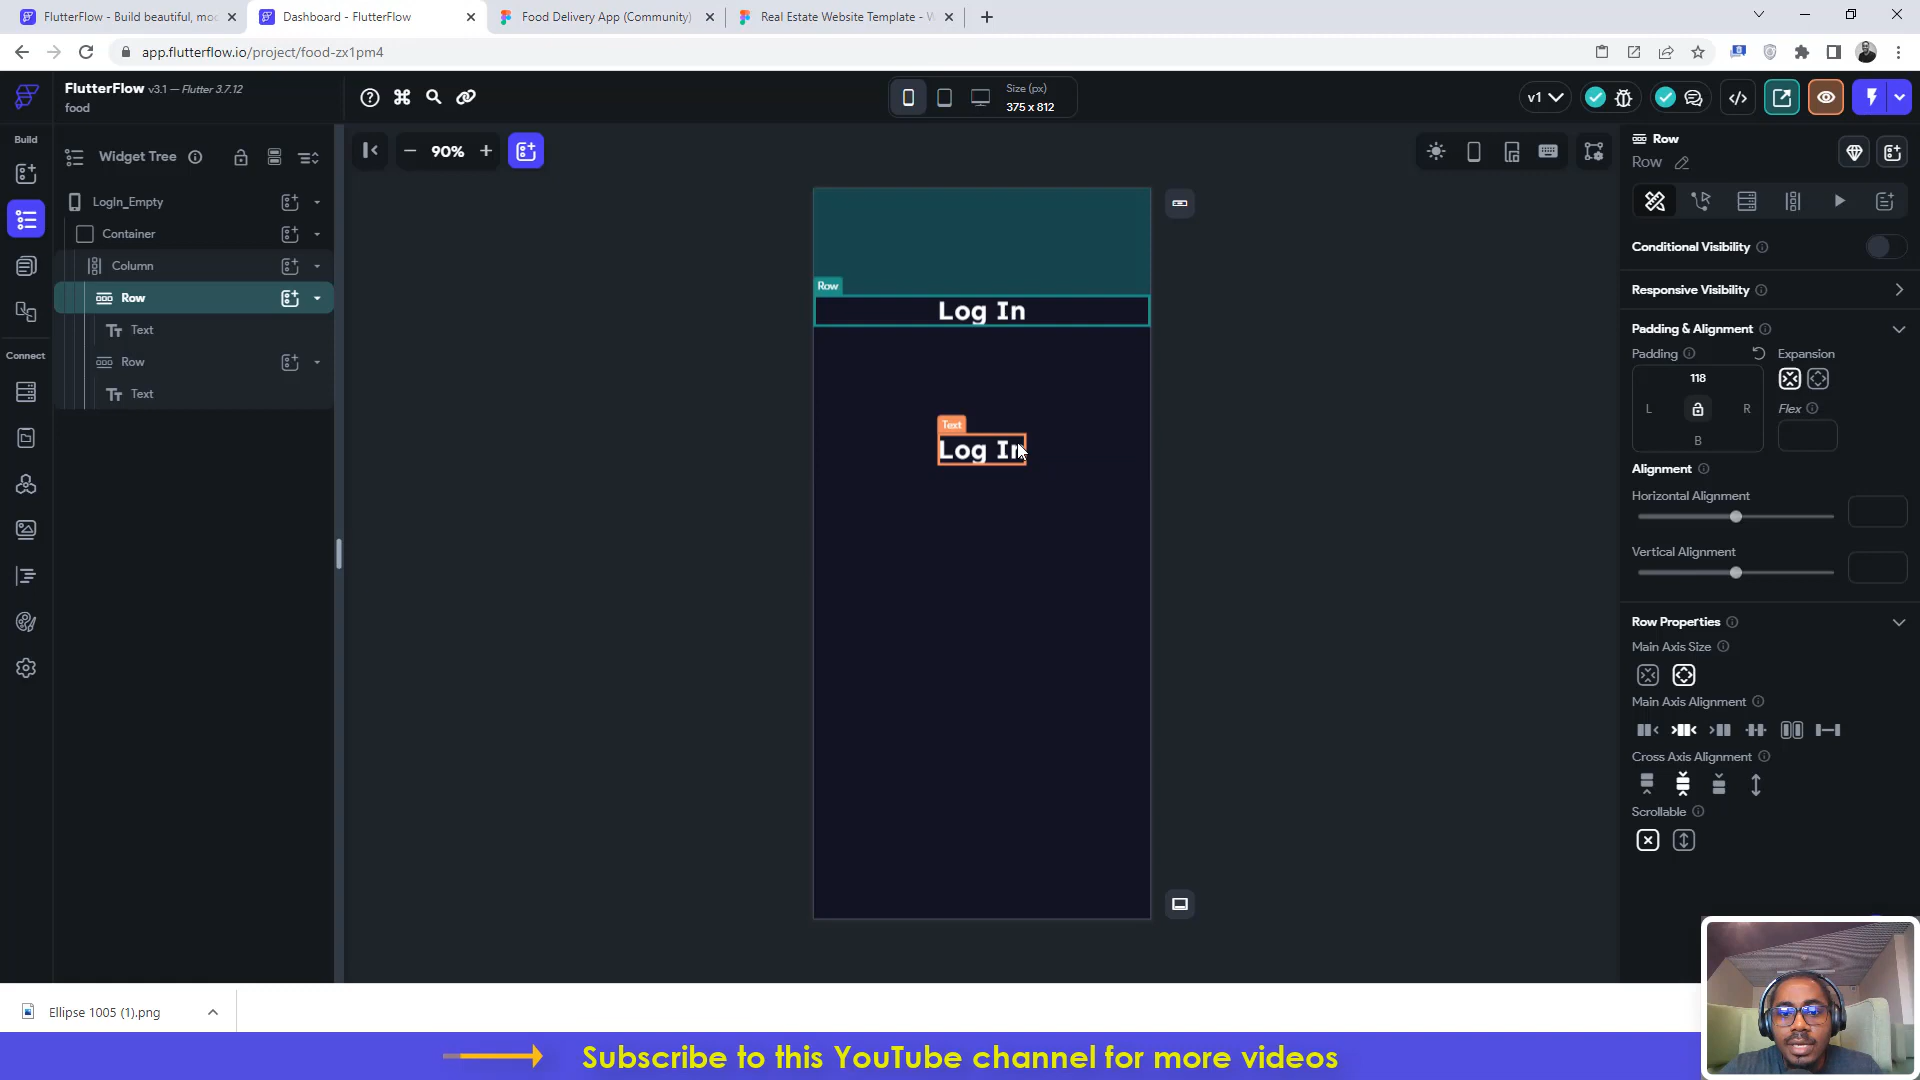 FlutterFlow - Build beautiful, mo
Dashboard - FlutterFlow
Food Delivery App (Community)
Real Estate Website Template - W
app.flutterflow.io/project/food-zx1pm4
FlutterFlow v3.1 — Flutter 3.7.12
food
Size (px)
375 x 812
v1
Build
Connect
Widget Tree
LogIn_Empty
Container
Column
Row
Text
Row
Text
90%
Row
Log In
Text
Log In
Row
Row
Conditional Visibility
Responsive Visibility
Padding & Alignment
Padding
Expansion
118
L
R
B
Flex
Alignment
Horizontal Alignment
Vertical Alignment
Row Properties
Main Axis Size
Main Axis Alignment
Cross Axis Alignment
Scrollable
Ellipse 1005 (1).png
Subscribe to this YouTube channel for more videos